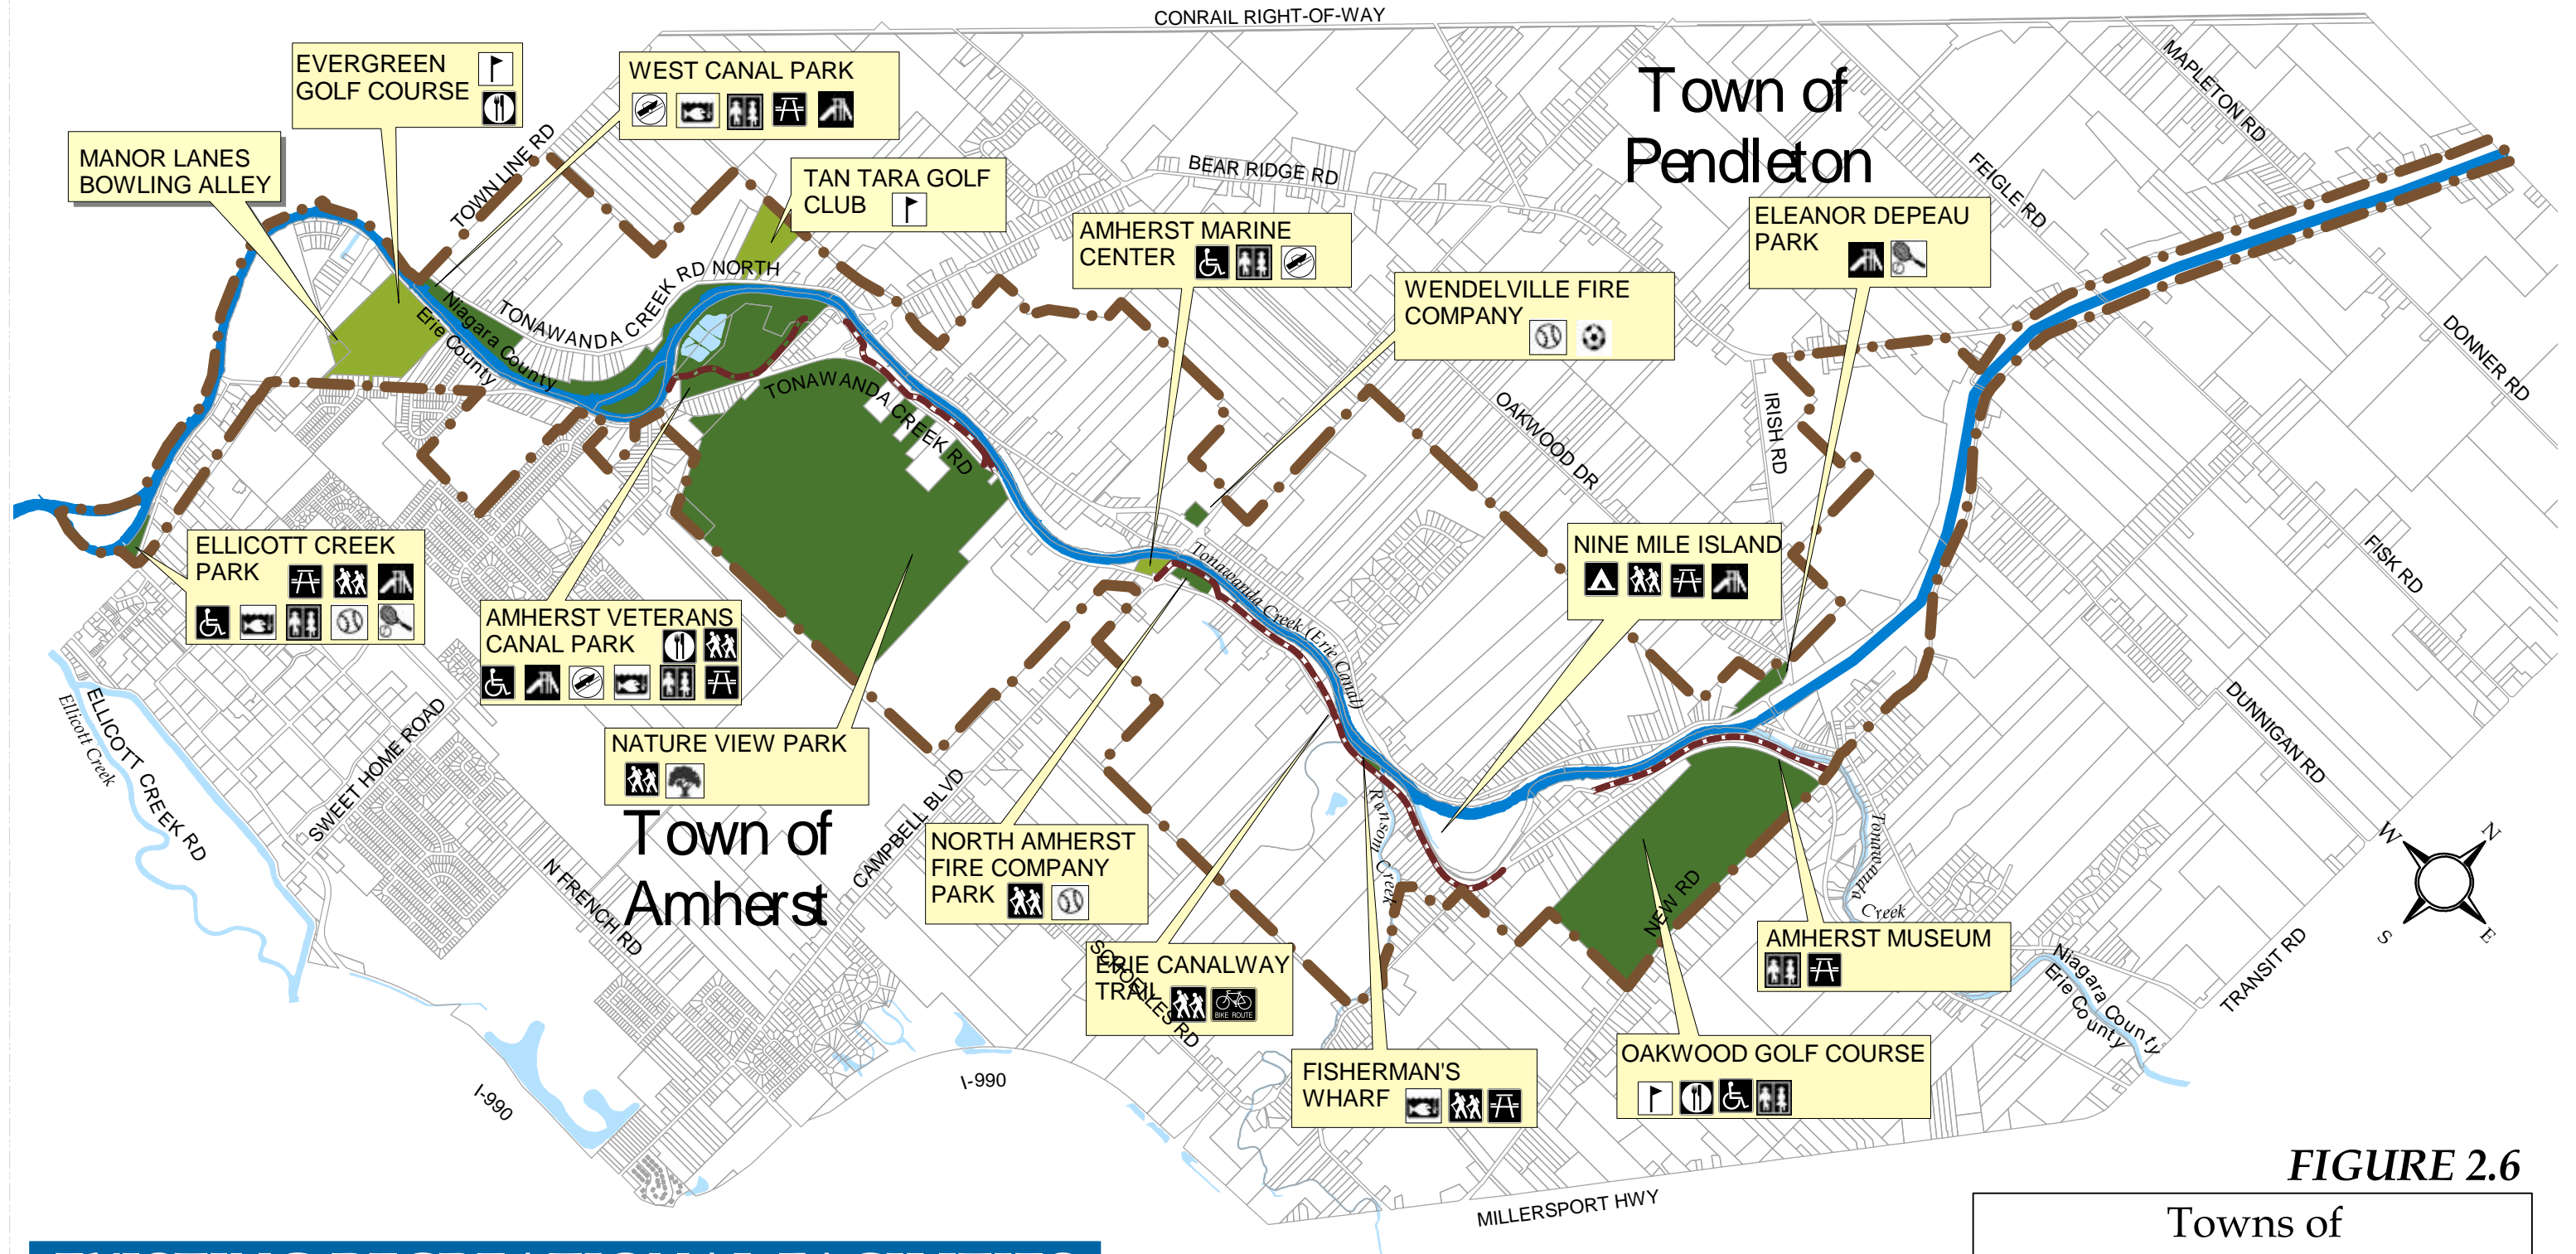 CONRAIL RIGHT-OF-WAY
EVERGREEN
GOLF COURSE
WEST CANAL PARK
Town of
Pendleton
MAPLETON RD
MANOR LANES
BOWLING ALLEY
TOWN LINE RD
TAN TARA GOLF
CLUB
BEAR RIDGE RD
FEIGLE RD
AMHERST MARINE
CENTER
ELEANOR DEPEAU
PARK
TONAWANDA CREEK RD NORTH
WENDELVILLE FIRE
COMPANY
Niagara County
Erie County
DONNER RD
TONAWANDA CREEK RD
OAKWOOD DR
IRISH RD
ELLICOTT CREEK
PARK
NINE MILE ISLAND
FISK RD
Tonawanda Creek (Erie Canal)
AMHERST VETERANS
CANAL PARK
ELLICOTT CREEK RD
Ellicott Creek
SWEET HOME ROAD
NATURE VIEW PARK
DUNNIGAN RD
Town of
Amherst
CAMPBELL BLVD
NORTH AMHERST
FIRE COMPANY
PARK
Ransom Creek
Tonawanda
Creek
N
W
E
S
N FRENCH RD
NEW RD
ERIE CANALWAY
TRAIL
BIKE ROUTE
AMHERST MUSEUM
Niagara County
Erie County
TRANSIT RD
FISHERMAN'S
WHARF
OAKWOOD GOLF COURSE
I-990
I-990
MILLERSPORT HWY
FIGURE 2.6
Towns of